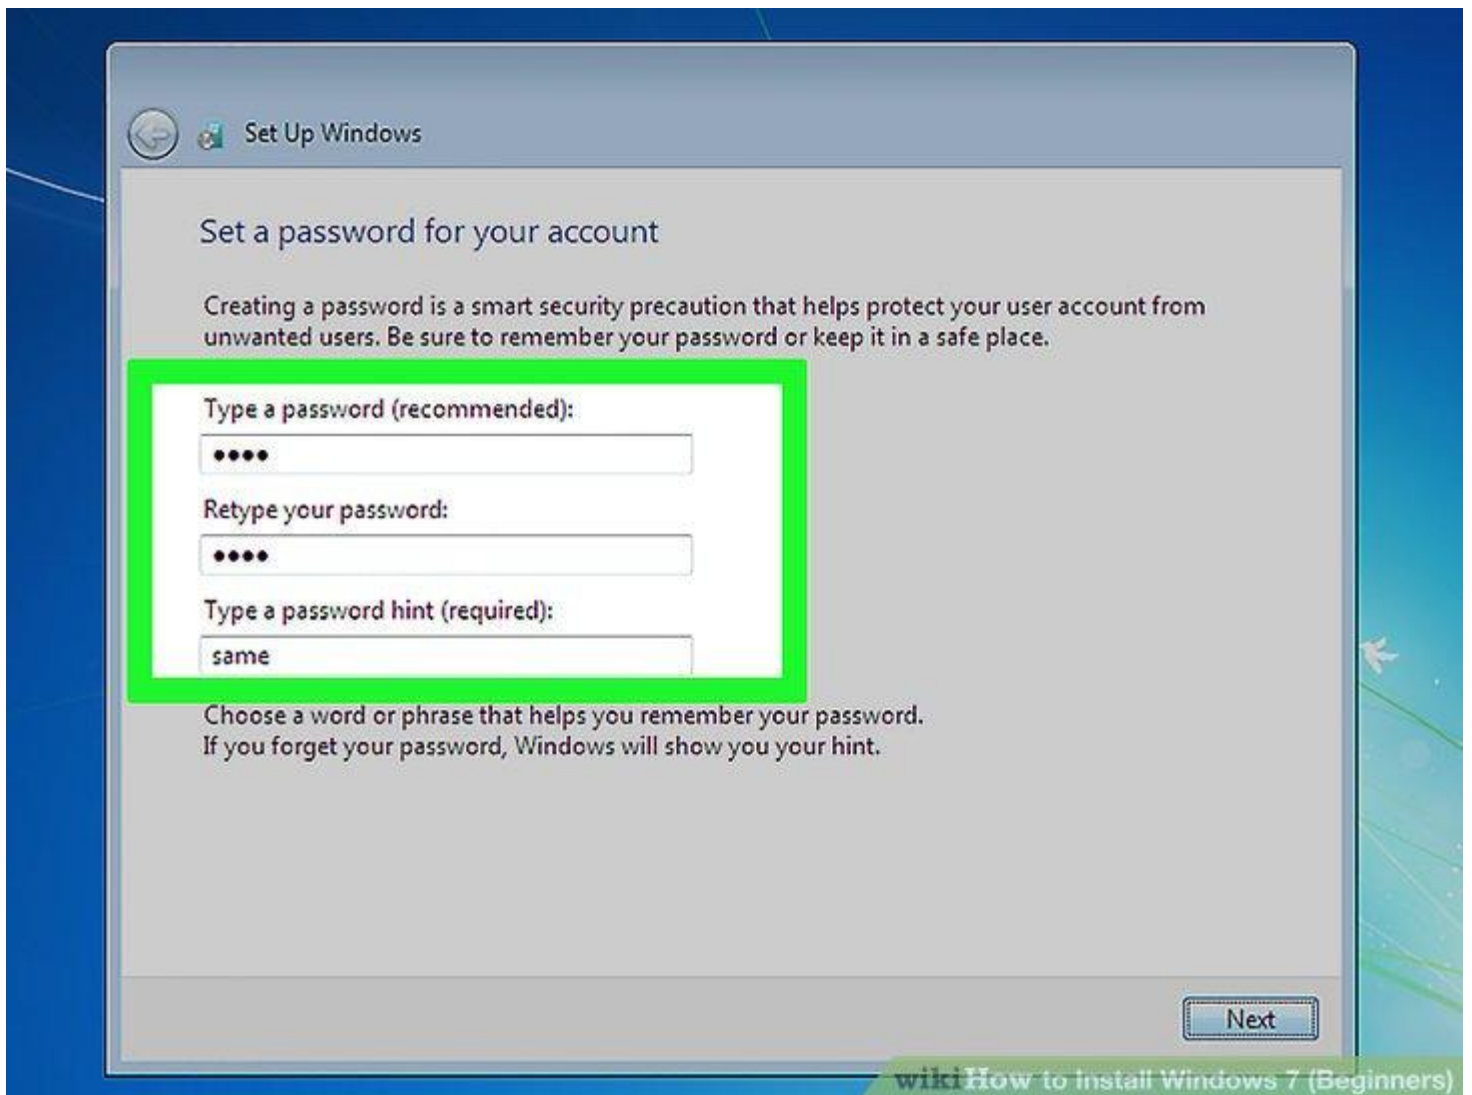 Set Up Windows
Set a password for your account
Creating a password is a smart security precaution that helps protect your user account from
unwanted users. Be sure to remember your password or keep it in a safe place.
Type a password (recommended):
••••
Retype your password:
••••
Type a password hint (required):
same
Choose a word or phrase that helps you remember your password.
If you forget your password, Windows will show you your hint.
Next
wikiHow to Install Windows 7 (Beginners)